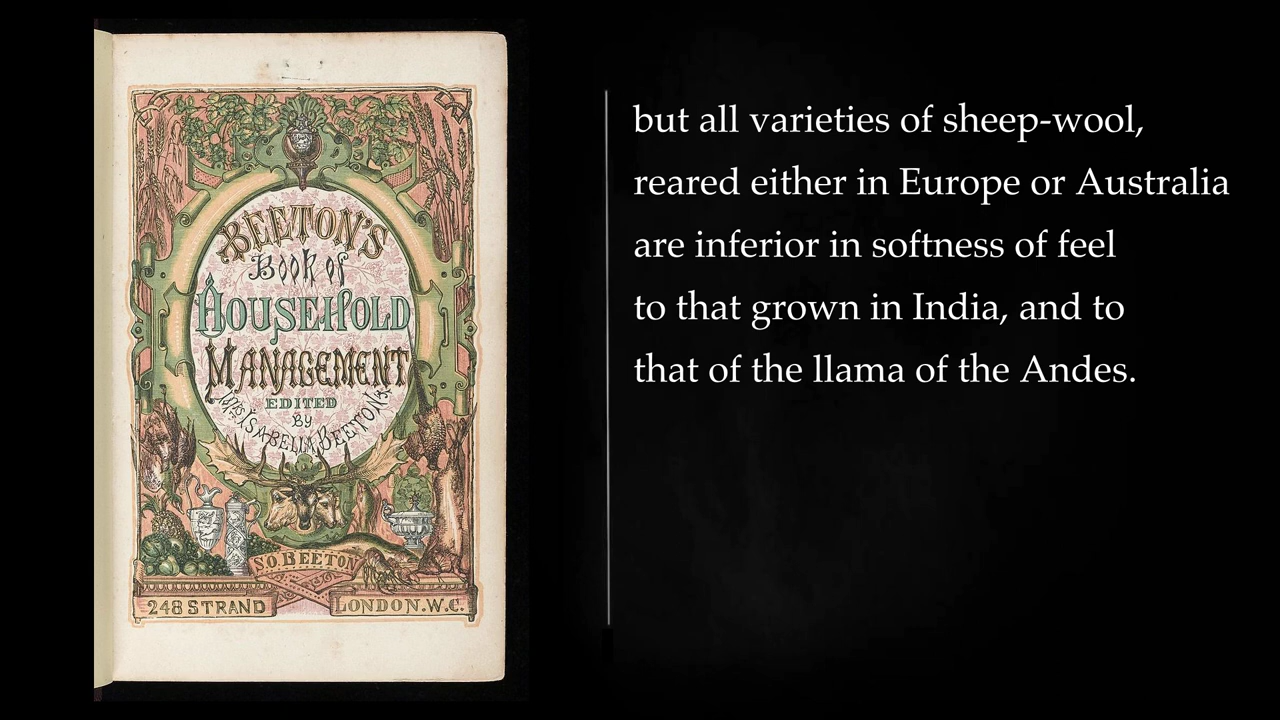 BEETON'S
Book of
HOUSEHOLD
MANAGEMENT
EDITED
BY
MRS ISABELLA BEETON
S.O. BEETON
248 STRAND
LONDON.W.C.
but all varieties of sheep-wool,
reared either in Europe or Australia
are inferior in softness of feel
to that grown in India, and to
that of the llama of the Andes.